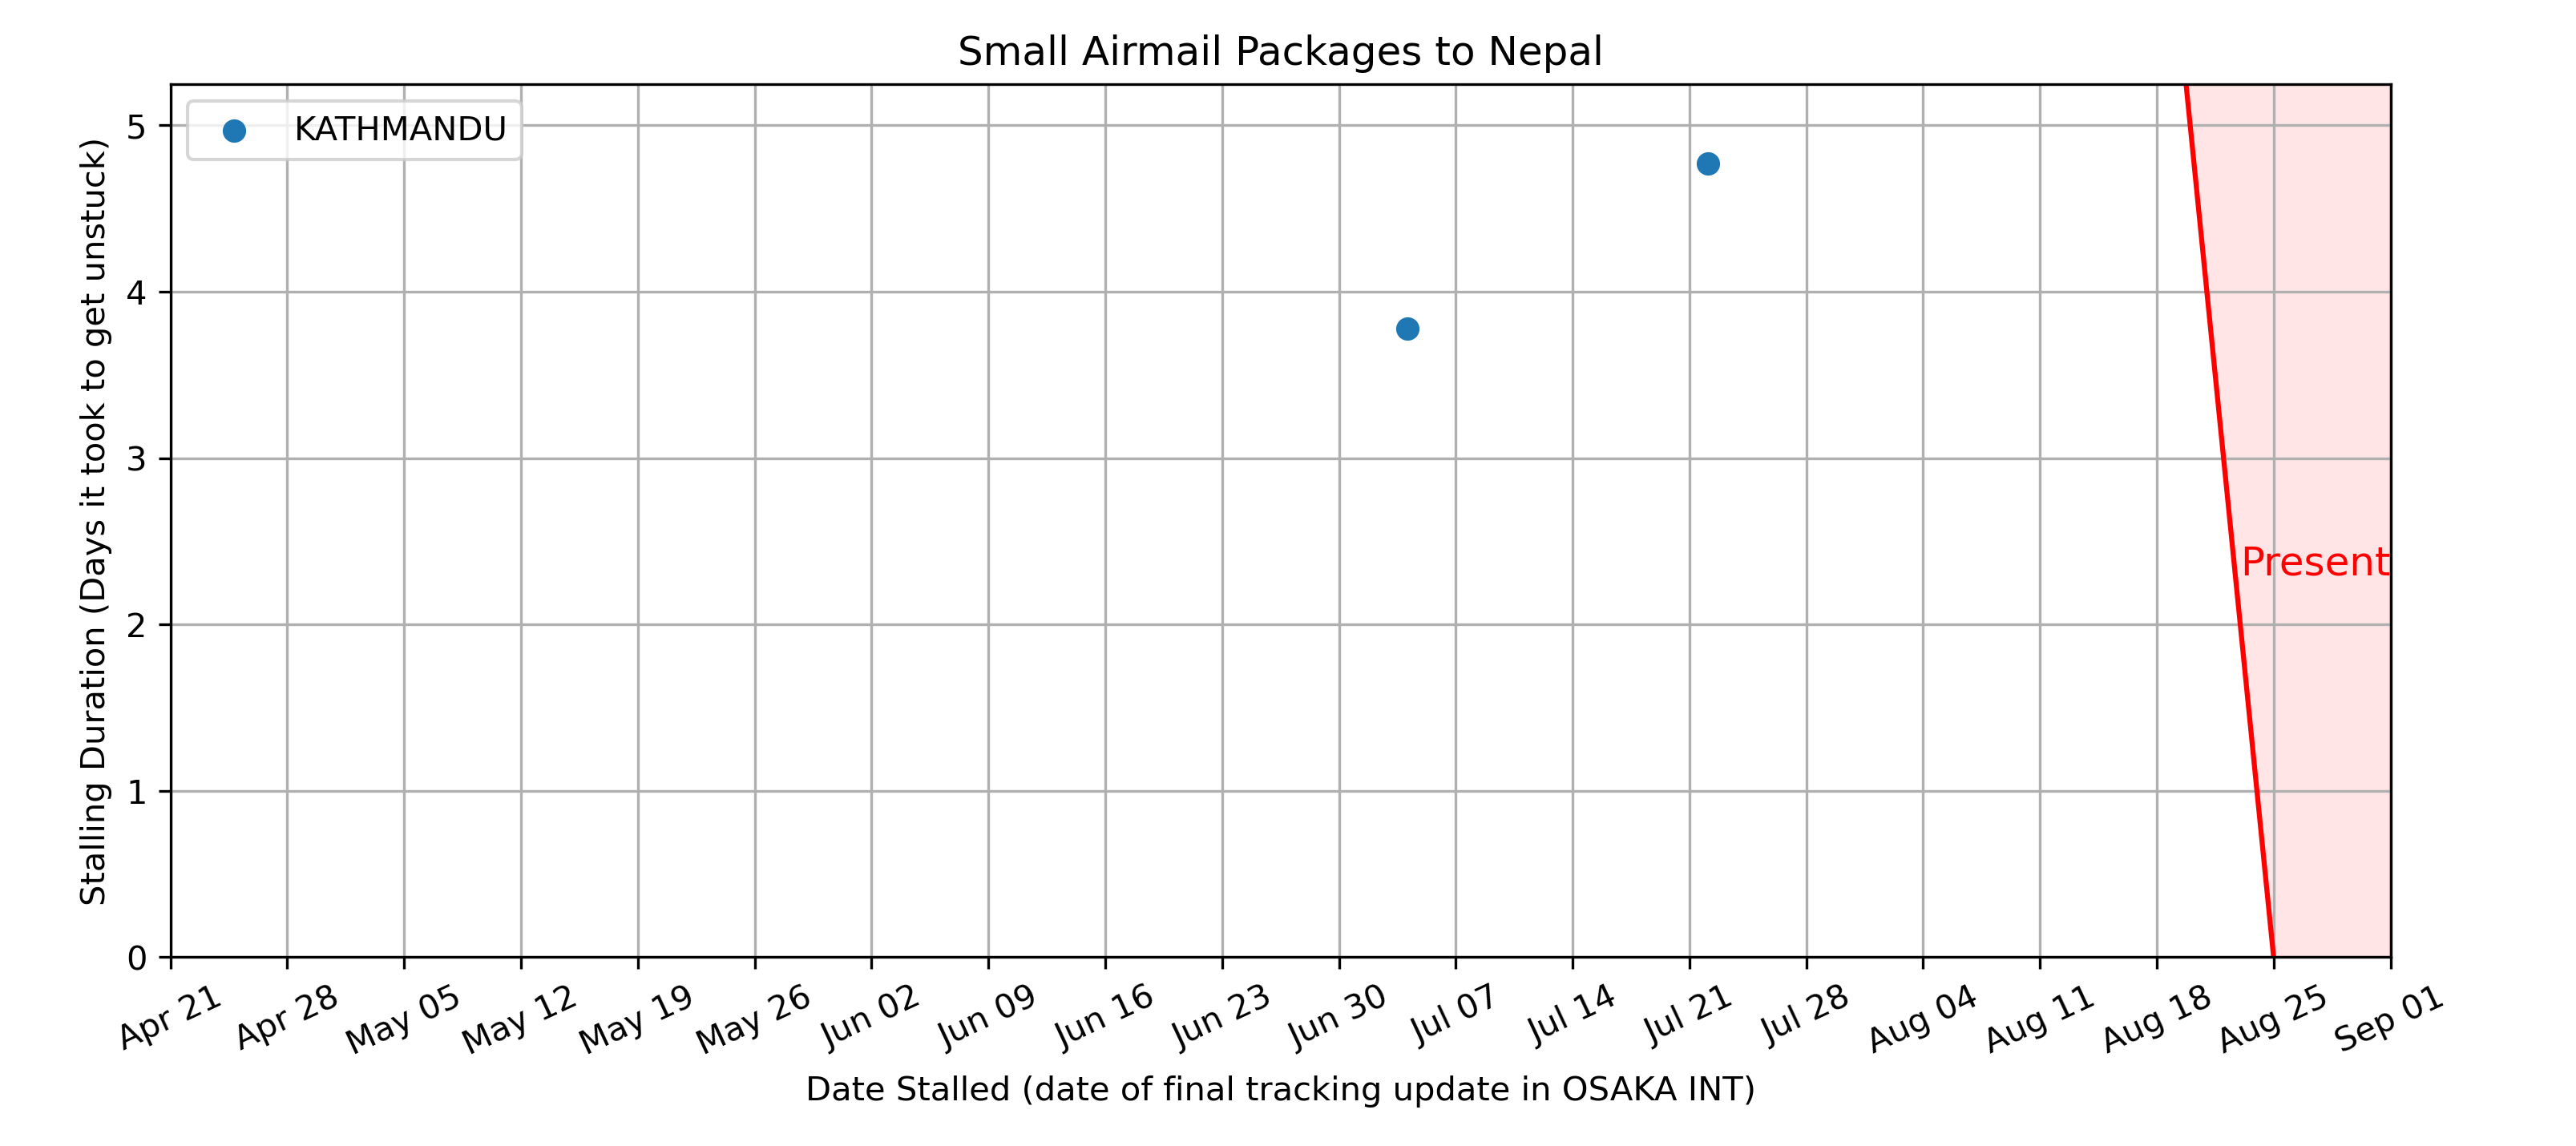 Small Airmail Packages to Nepal
KATHMANDU
Stalling Duration (Days it took to get unstuck)
5
4
3
2
1
0
Present
Apr 21
Apr 28
May 05
May 12
May 19
May 26
Jun 02
Jun 09
Jun 16
Jun 23
Jun 30
Jul 07
Jul 14
Jul 21
Jul 28
Aug 04
Aug 11
Aug 18
Aug 25
Sep 01
Date Stalled (date of final tracking update in OSAKA INT)